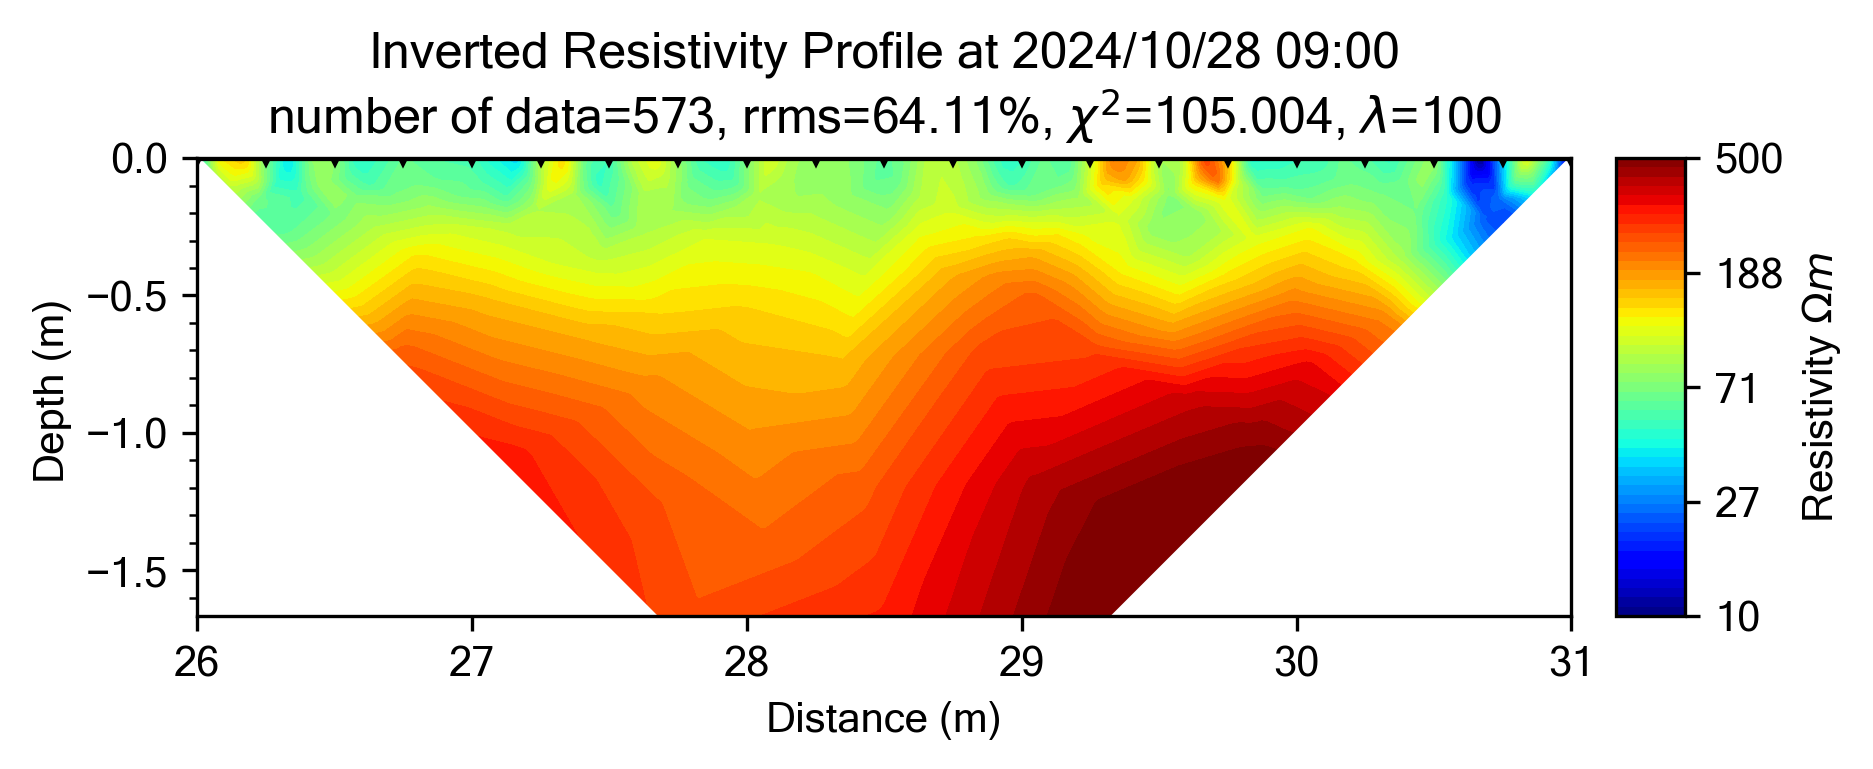 Inverted Resistivity Profile at 2024/10/28 09:00
number of data=573, rrms=64.11%, χ²=105.004, λ=100
0.0
−0.5
−1.0
−1.5
Depth (m)
26 27 28 29 30 31
Distance (m)
500
188
71
27
10
Resistivity Ωm